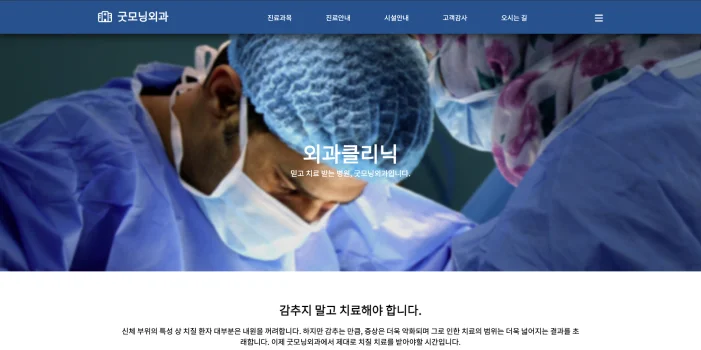 굿모닝외과
진료과목 진료안내 시설안내 고객감사 오시는 길
외과클리닉
믿고 치료 받는 병원, 굿모닝외과입니다.
감추지 말고 치료해야 합니다.
신체 부위의 특성 상 치질 환자 대부분은 내원을 꺼려합니다. 하지만 감추는 만큼, 증상은 더욱 악화되며 그로 인한 치료의 범위는 더욱 넓어지는 결과를 초
래합니다. 이제 굿모닝외과에서 제대로 치질 치료를 받아야할 시간입니다.